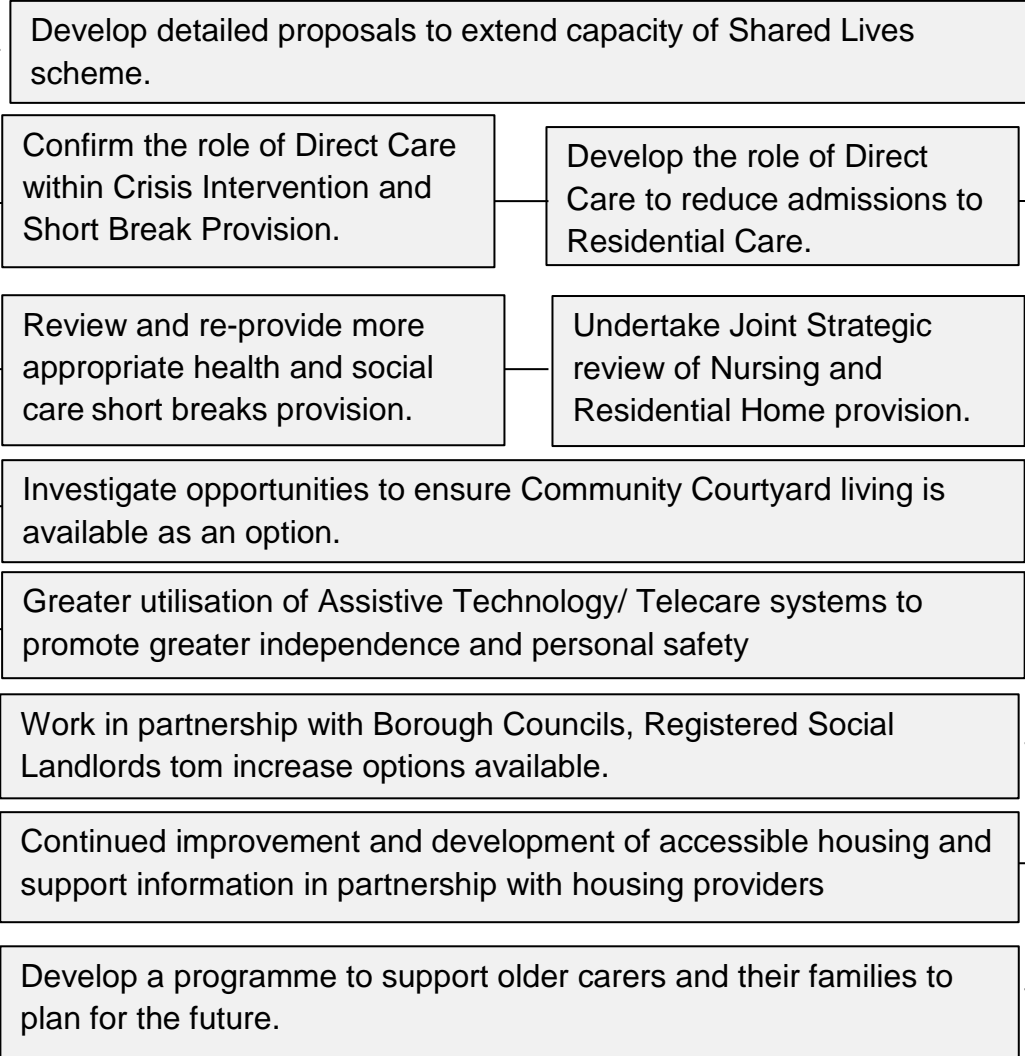 Develop detailed proposals to extend capacity of Shared Lives
scheme.
Confirm the role of Direct Care
within Crisis Intervention and
Short Break Provision.
Develop the role of Direct
Care to reduce admissions to
Residential Care.
Review and re-provide more
appropriate health and social
care short breaks provision.
Undertake Joint Strategic
review of Nursing and
Residential Home provision.
Investigate opportunities to ensure Community Courtyard living is
available as an option.
Greater utilisation of Assistive Technology/ Telecare systems to
promote greater independence and personal safety
Work in partnership with Borough Councils, Registered Social
Landlords tom increase options available.
Continued improvement and development of accessible housing and
support information in partnership with housing providers
Develop a programme to support older carers and their families to
plan for the future.